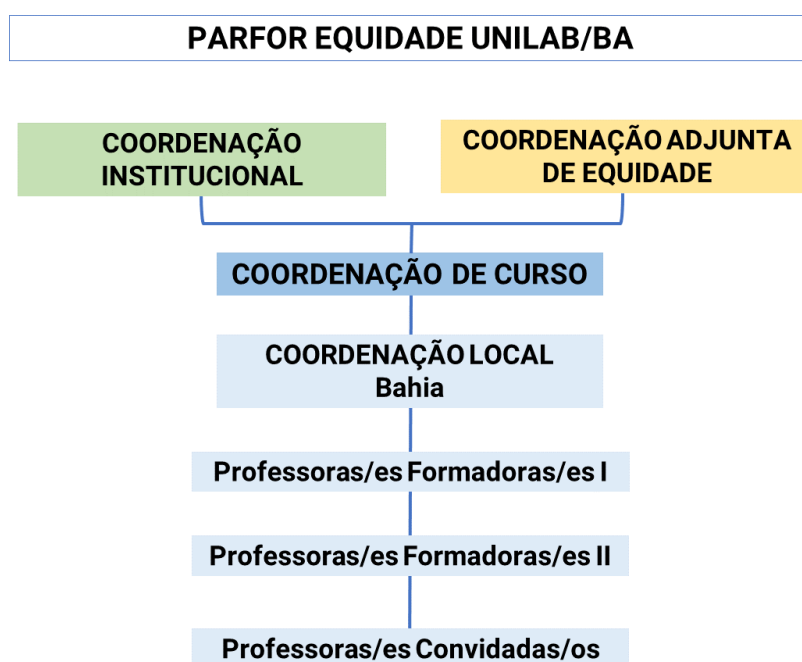 PARFOR EQUIDADE UNILAB/BA
COORDENAÇÃO
INSTITUCIONAL
COORDENAÇÃO ADJUNTA
DE EQUIDADE
COORDENAÇÃO DE CURSO
COORDENAÇÃO LOCAL
Bahia
Professoras/es Formadoras/es I
Professoras/es Formadoras/es II
Professoras/es Convidadas/os